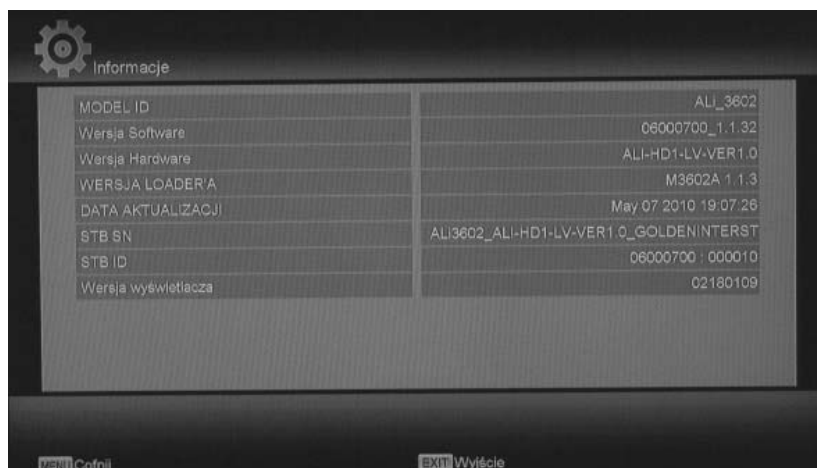 Informacje
MODEL ID ALi_3602
Wersja Software 06000700_1.1.32
Wersja Hardware ALI-HD1-LV-VER1.0
WERSJA LOADER'A M3602A 1.1.3
DATA AKTUALIZACJI May 07 2010 19:07:26
STB SN ALI3602_ALI-HD1-LV-VER1.0_GOLDENINTERST
STB ID 06000700 : 000010
Wersja wyświetlacza 02180109
MENU Cofnij EXIT Wyjście